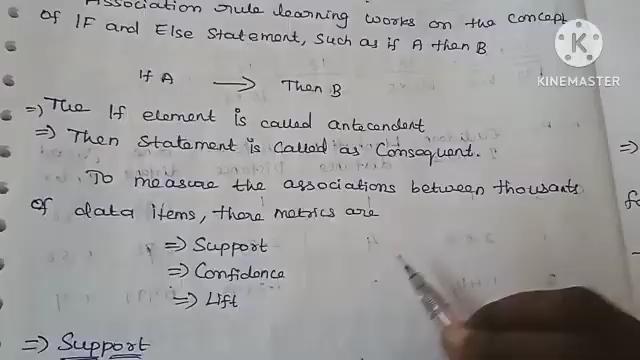 Association rule learning works on the concept
of IF and Else Statement, Such as if A then B
If A → Then B
⇒ The If element is called antecendent
⇒ Then Statement is called as Consequent.
To measure the associations between thousants
of data items, there metrics are
⇒ Support
⇒ Confidence
⇒ Lift
⇒ Support
KINEMASTER
⇒